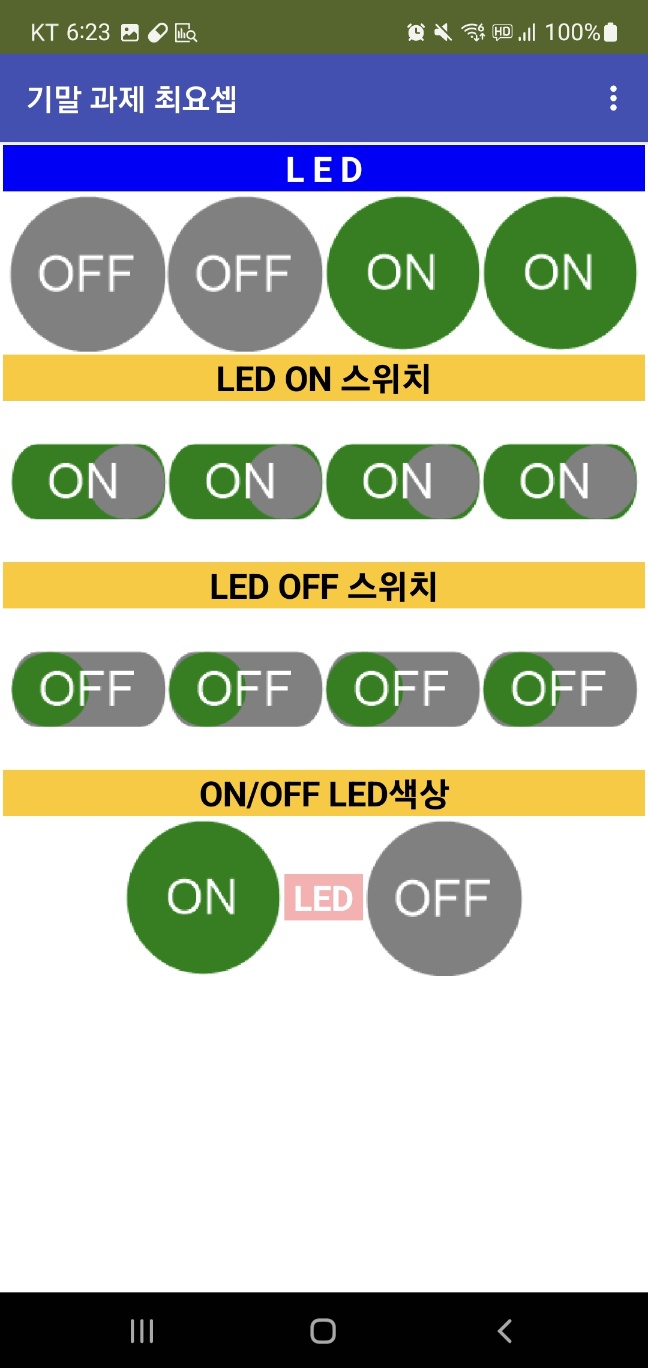 KT 6:23 HD 100%
기말 과제 최요셉
L E D
OFF OFF ON ON
LED ON 스위치
ON ON ON ON
LED OFF 스위치
OFF OFF OFF OFF
ON/OFF LED색상
ON LED OFF